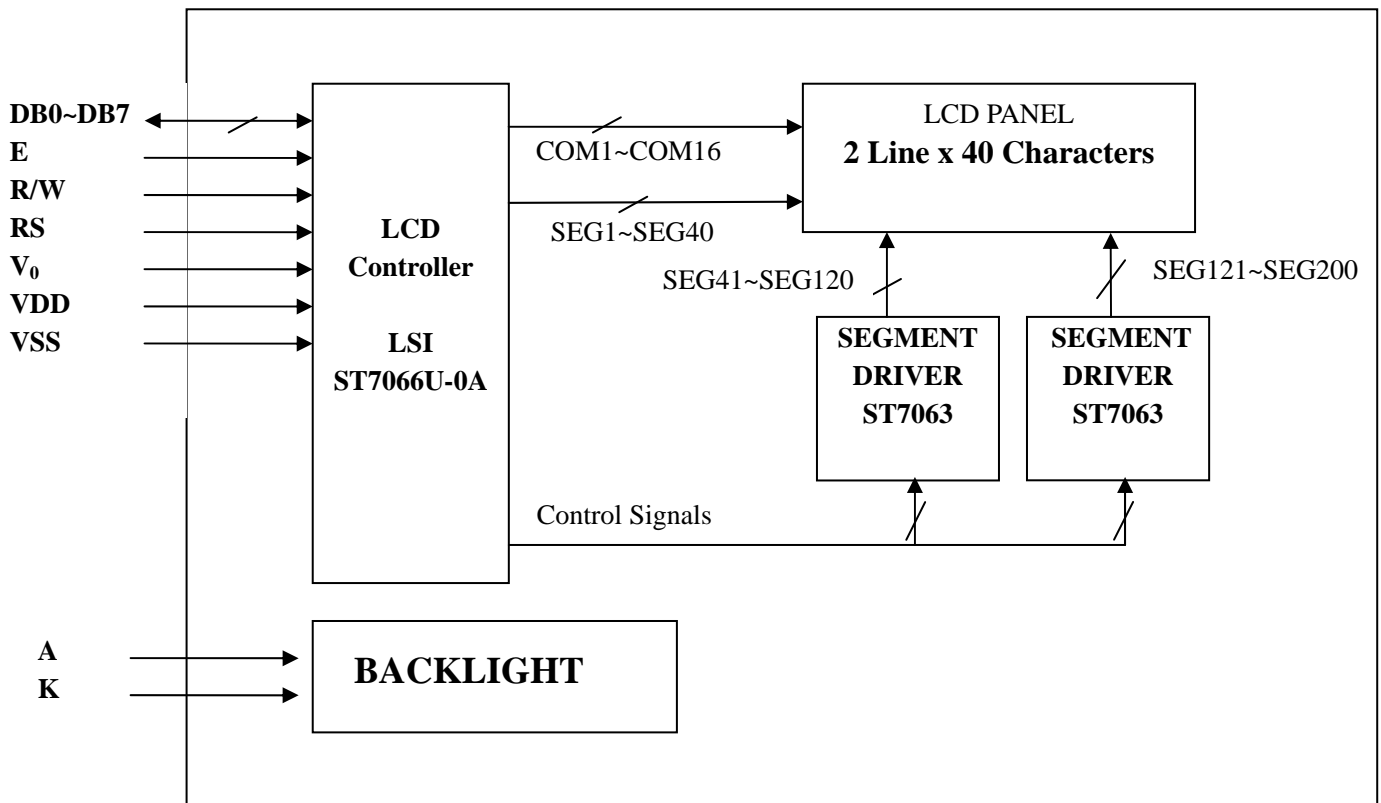 DB0~DB7
E
R/W
RS
V₀
VDD
VSS
LCD
Controller
LSI
ST7066U-0A
COM1~COM16
SEG1~SEG40
LCD PANEL
2 Line x 40 Characters
SEG41~SEG120
SEG121~SEG200
SEGMENT
DRIVER
ST7063
SEGMENT
DRIVER
ST7063
Control Signals
A
K
BACKLIGHT